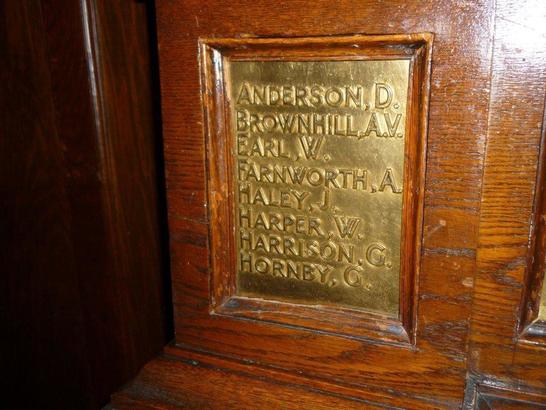 ANDERSON, D.
BROWNHILL, A.V.
EARL, W.
FARNWORTH, A.
HALEY, J.
HARPER, W.
HARRISON, G.
HORNBY, G.